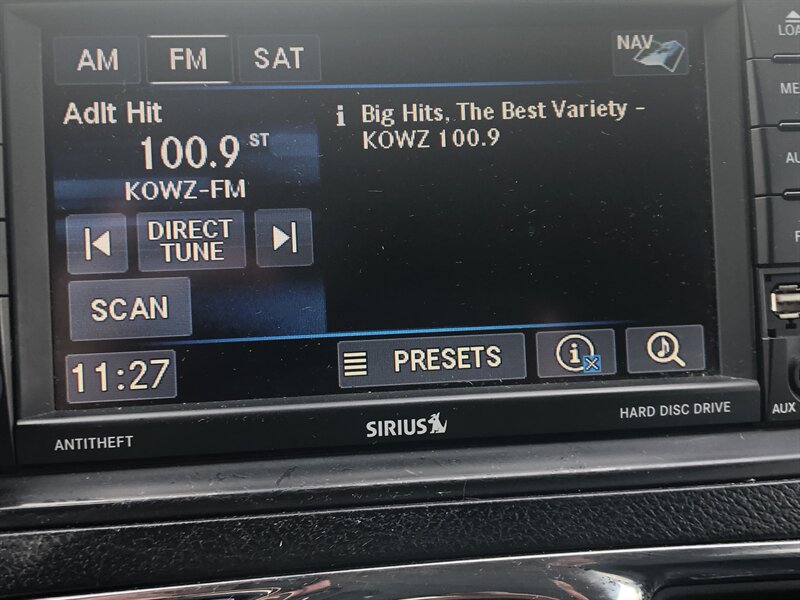 AM FM SAT NAV
Adlt Hit
100.9 ST
KOWZ-FM
i Big Hits, The Best Variety -
KOWZ 100.9
DIRECT
TUNE
SCAN
11:27
PRESETS
i
ANTITHEFT
SIRIUS
HARD DISC DRIVE
AUX